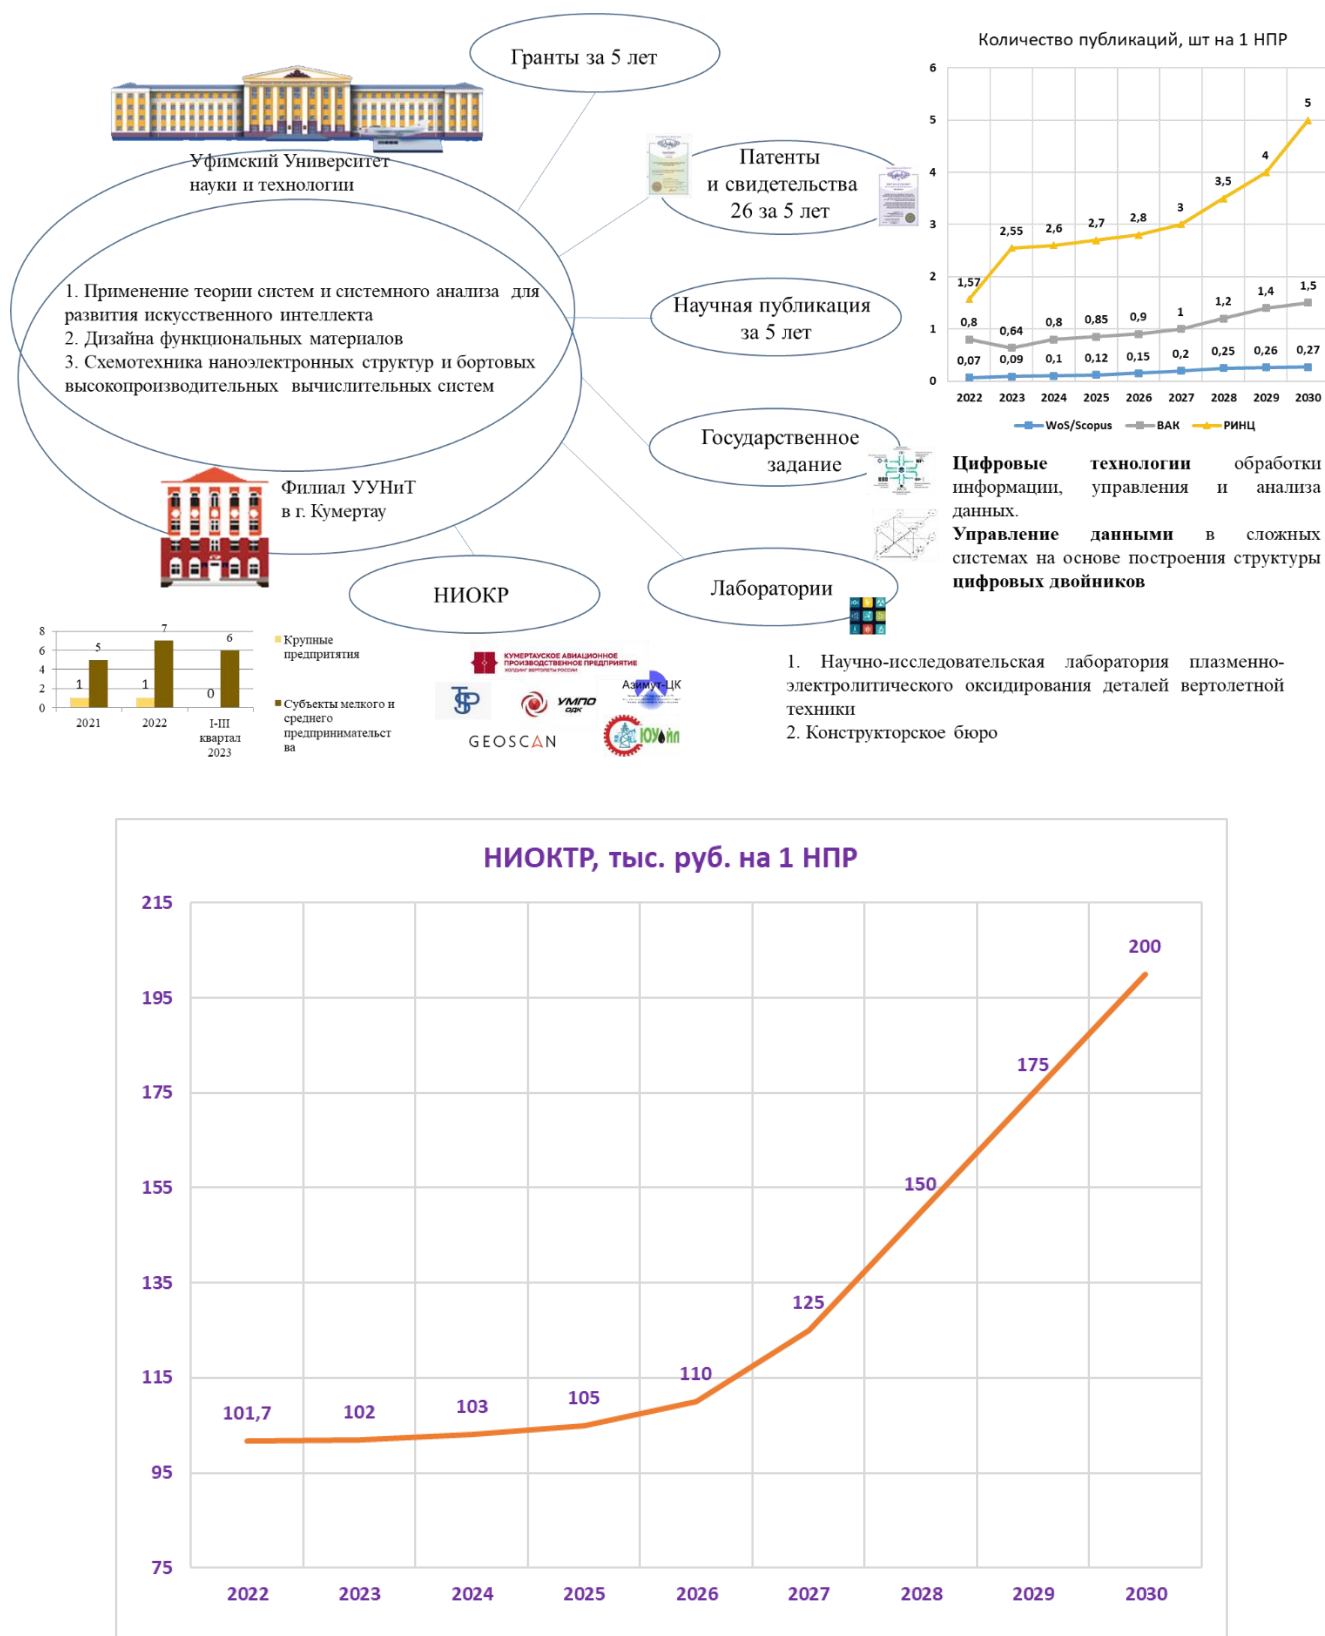 Гранты за 5 лет
Уфимский Университет
науки и технологии
Патенты
и свидетельства
26 за 5 лет
1. Применение теории систем и системного анализа для
развития искусственного интеллекта
2. Дизайна функциональных материалов
3. Схемотехника наноэлектронных структур и бортовых
высокопроизводительных вычислительных систем
Научная публикация
за 5 лет
Государственное
задание
Филиал УУНиТ
в г. Кумертау
НИОКР
Лаборатории
Количество публикаций, шт на 1 НПР
6
5
4
3
2
1
0
1,57
2,55
2,6
2,7
2,8
3
3,5
4
5
0,8
0,64
0,8
0,85
0,9
1
1,2
1,4
1,5
0,07
0,09
0,1
0,12
0,15
0,2
0,25
0,26
0,27
2022 2023 2024 2025 2026 2027 2028 2029 2030
WoS/Scopus ВАК РИНЦ
Цифровые технологии обработки
информации, управления и анализа
данных.
Управление данными в сложных
системах на основе построения структуры
цифровых двойников
8
6
4
2
0
1 5
1 7
0 6
2021 2022 I-III
квартал
2023
Крупные
предпритятия
Субъекты мелкого и
среднего
предпринимательст
ва
КУМЕРТАУСКОЕ АВИАЦИОННОЕ
ПРОИЗВОДСТВЕННОЕ ПРЕДПРИЯТИЕ
ХОЛДИНГ ВЕРТОЛЕТЫ РОССИИ
УМПО
ОДК
Азимут-ЦК
GEOSCAN
ЮУОйл
1. Научно-исследовательская лаборатория плазменно-
электролитического оксидирования деталей вертолетной
техники
2. Конструкторское бюро
НИОКТР, тыс. руб. на 1 НПР
215
195
175
155
135
115
95
75
101,7
102
103
105
110
125
150
175
200
2022 2023 2024 2025 2026 2027 2028 2029 2030